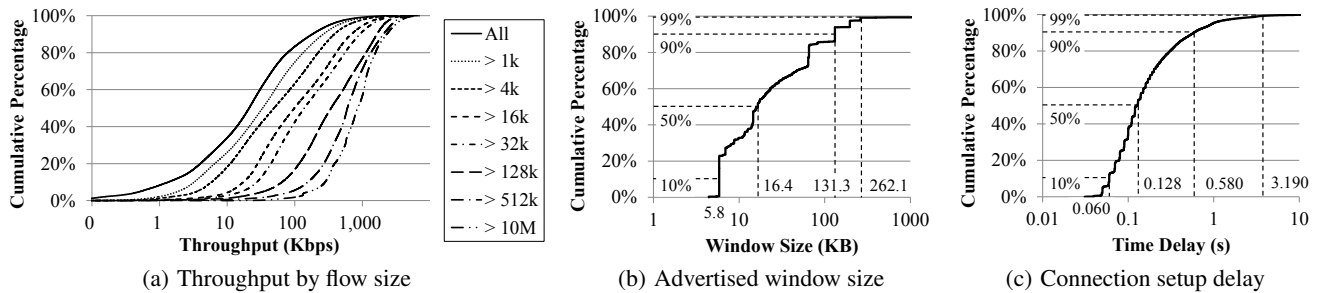 Cumulative Percentage
100%
80%
60%
40%
20%
0%
0
1
10
100
1,000
Throughput (Kbps)
All
> 1k
> 4k
> 16k
> 32k
> 128k
> 512k
> 10M
(a) Throughput by flow size
Cumulative Percentage
100%
80%
60%
40%
20%
0%
99%
90%
50%
10%
5.8
16.4
131.3
262.1
1
10
100
1000
Window Size (KB)
(b) Advertised window size
Cumulative Percentage
100%
80%
60%
40%
20%
0%
99%
90%
50%
10%
0.060
0.128
0.580
3.190
0.01
0.1
1
10
Time Delay (s)
(c) Connection setup delay